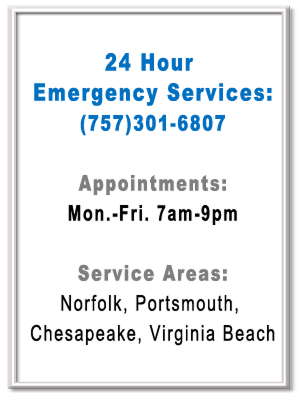 24 Hour
Emergency Services:
(757)301-6807
Appointments:
Mon.-Fri. 7am-9pm
Service Areas:
Norfolk, Portsmouth,
Chesapeake, Virginia Beach